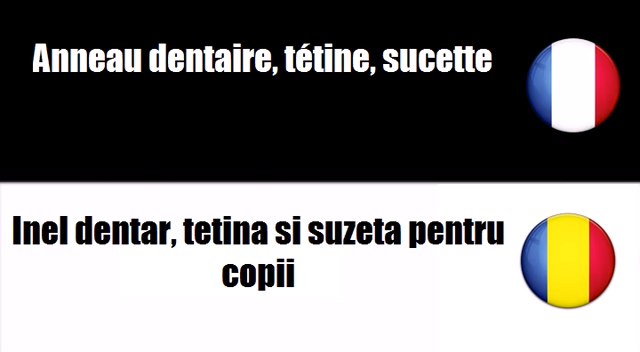 Anneau dentaire, tétine, sucette
Inel dentar, tetina si suzeta pentru
copii